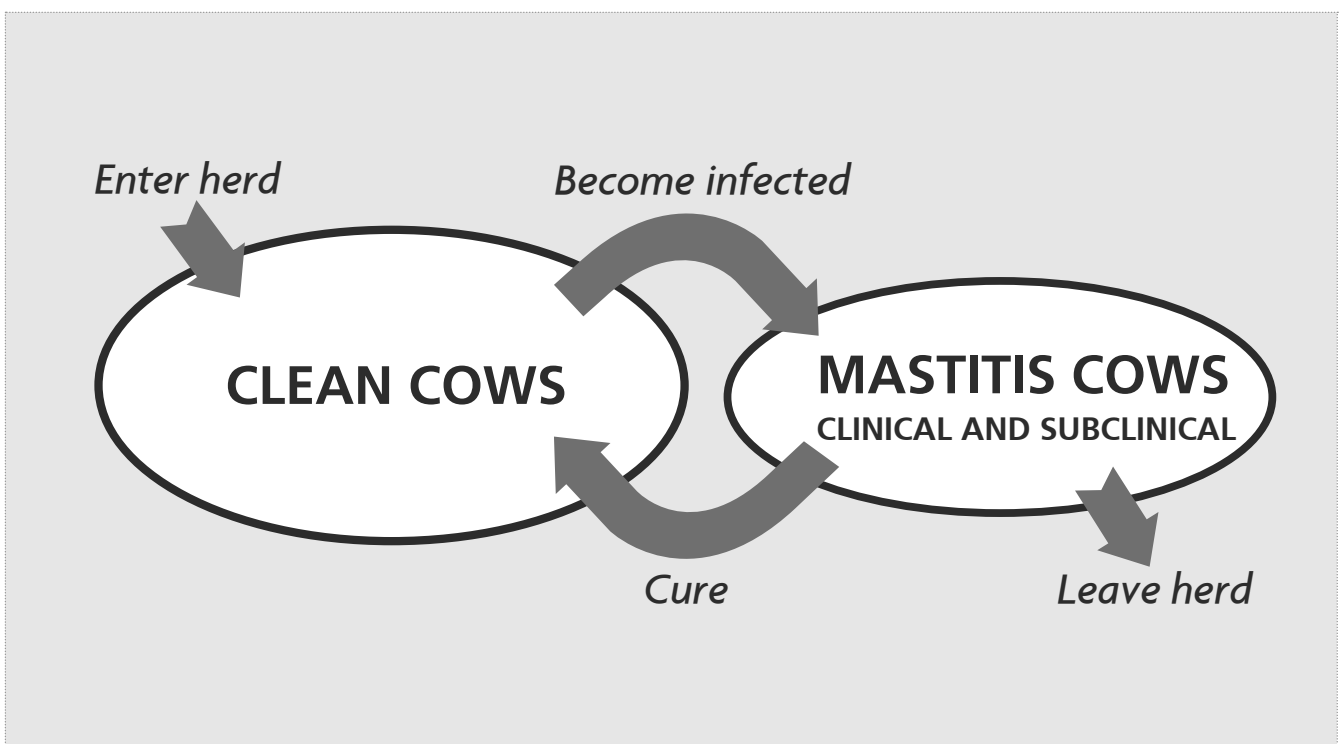 Enter herd
Become infected
CLEAN COWS
MASTITIS COWS
CLINICAL AND SUBCLINICAL
Cure
Leave herd